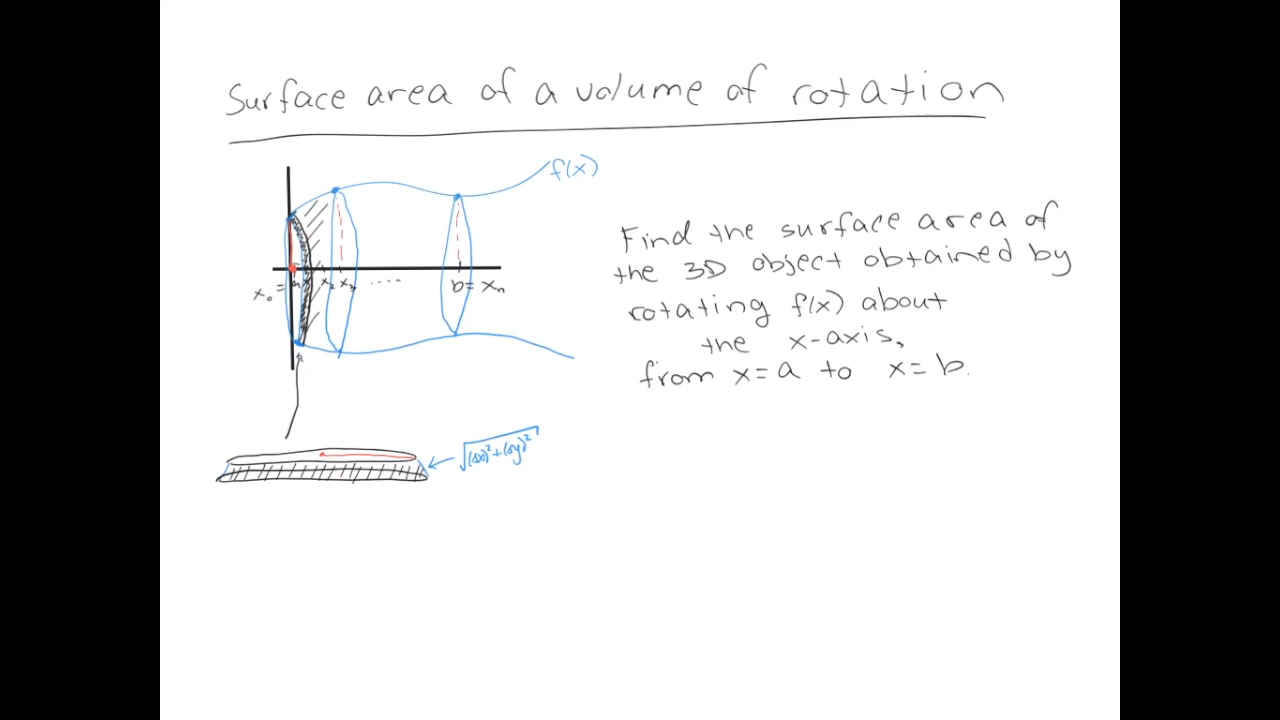 Surface area of a volume of rotation
f(x)
x₀ = a x₁ x₂ x₃ .... b = xₙ
Find the surface area of
the 3D object obtained by
rotating f(x) about
the x-axis,
from x = a to x = b.
√(Δx)² + (Δy)²